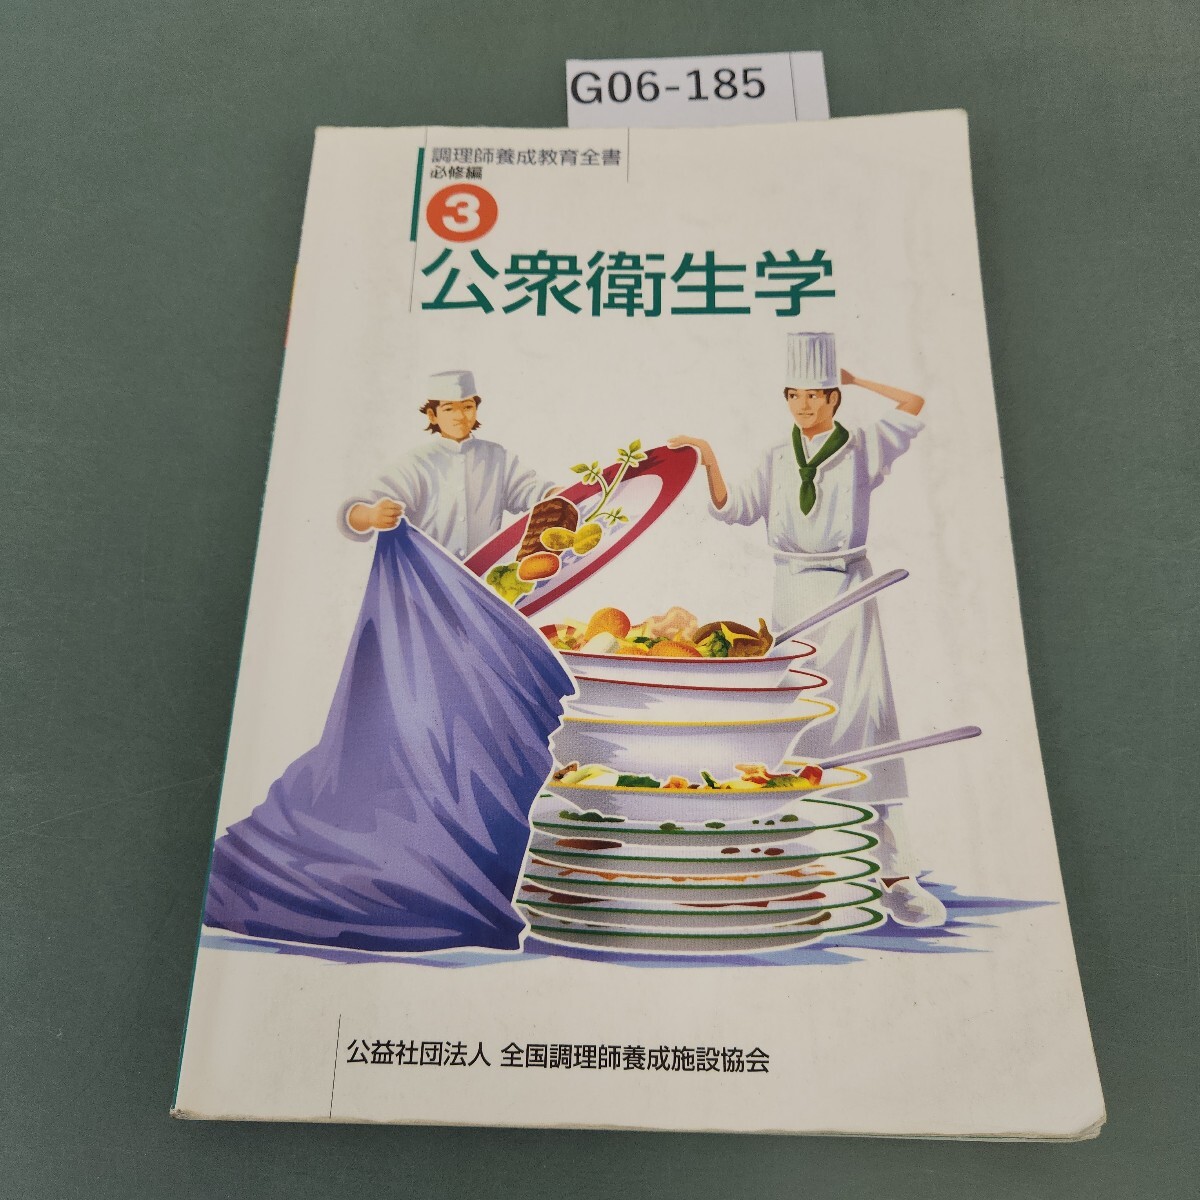 G06-185
調理師養成教育全書
必修編
3
公衆衛生学
公益社団法人 全国調理師養成施設協会